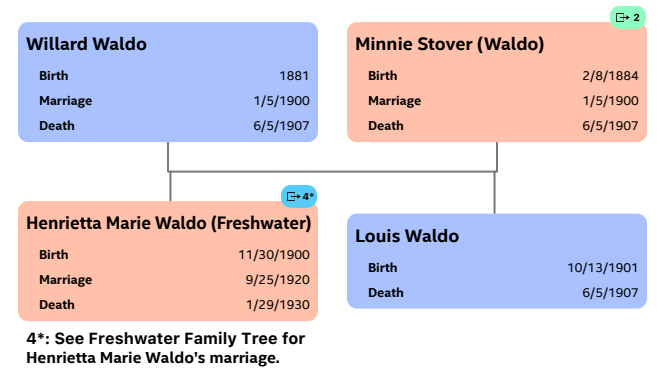 2
Willard Waldo
Birth 1881
Marriage 1/5/1900
Death 6/5/1907
Minnie Stover (Waldo)
Birth 2/8/1884
Marriage 1/5/1900
Death 6/5/1907
4*
Henrietta Marie Waldo (Freshwater)
Birth 11/30/1900
Marriage 9/25/1920
Death 1/29/1930
Louis Waldo
Birth 10/13/1901
Death 6/5/1907
4*: See Freshwater Family Tree for
Henrietta Marie Waldo's marriage.